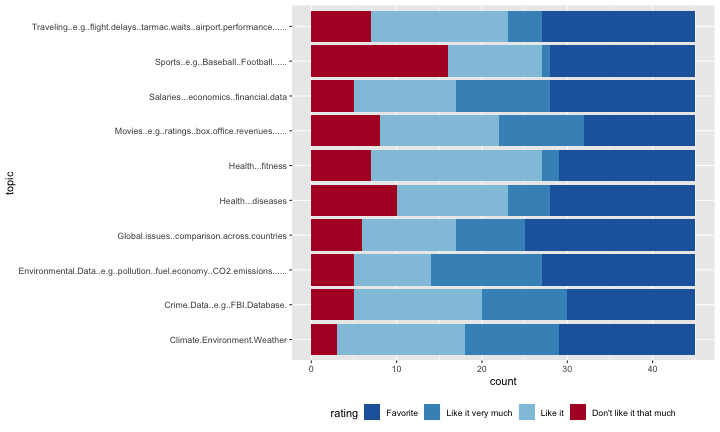 Traveling..e.g..flight.delays..tarmac.waits..airport.performance......
Sports..e.g..Baseball..Football......
Salaries...economics..financial.data
Movies..e.g..ratings..box.office.revenues......
Health...fitness
Health...diseases
Global.issues..comparison.across.countries
Environmental.Data..e.g..pollution..fuel.economy..CO2.emissions......
Crime.Data..e.g..FBI.Database.
Climate.Environment.Weather
topic
0 10 20 30 40
count
rating Favorite Like it very much Like it Don't like it that much